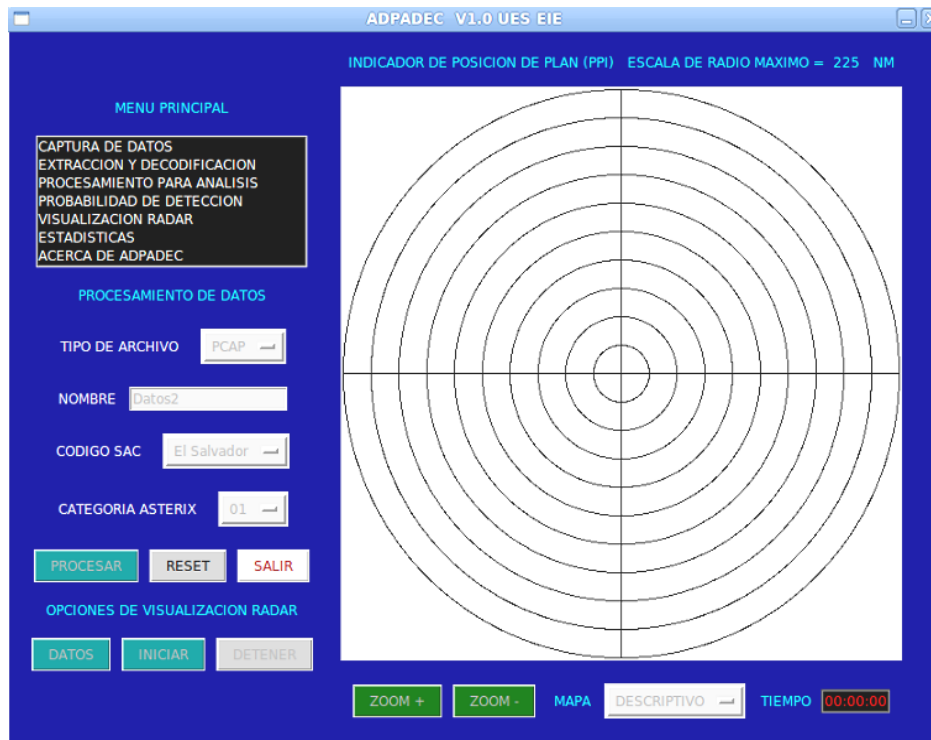 ADPADEC V1.0 UES EIE
INDICADOR DE POSICION DE PLAN (PPI) ESCALA DE RADIO MAXIMO = 225 NM
MENU PRINCIPAL
CAPTURA DE DATOS
EXTRACCION Y DECODIFICACION
PROCESAMIENTO PARA ANALISIS
PROBABILIDAD DE DETECCION
VISUALIZACION RADAR
ESTADISTICAS
ACERCA DE ADPADEC
PROCESAMIENTO DE DATOS
TIPO DE ARCHIVO PCAP
NOMBRE Datos2
CODIGO SAC El Salvador
CATEGORIA ASTERIX 01
PROCESAR RESET SALIR
OPCIONES DE VISUALIZACION RADAR
DATOS INICIAR DETENER
ZOOM + ZOOM - MAPA DESCRIPTIVO TIEMPO 00:00:00